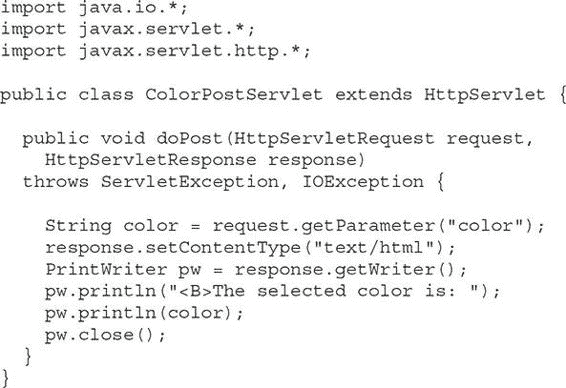 import java.io.*;
import javax.servlet.*;
import javax.servlet.http.*;

public class ColorPostServlet extends HttpServlet {

  public void doPost(HttpServletRequest request,
    HttpServletResponse response)
  throws ServletException, IOException {

    String color = request.getParameter("color");
    response.setContentType("text/html");
    PrintWriter pw = response.getWriter();
    pw.println("<B>The selected color is: ");
    pw.println(color);
    pw.close();
  }
}